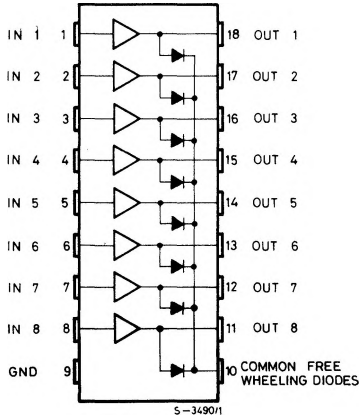 IN 1 1 18 OUT 1
IN 2 2 17 OUT 2
IN 3 3 16 OUT 3
IN 4 4 15 OUT 4
IN 5 5 14 OUT 5
IN 6 6 13 OUT 6
IN 7 7 12 OUT 7
IN 8 8 11 OUT 8
GND 9 10 COMMON FREE
WHEELING DIODES
S-3490/1